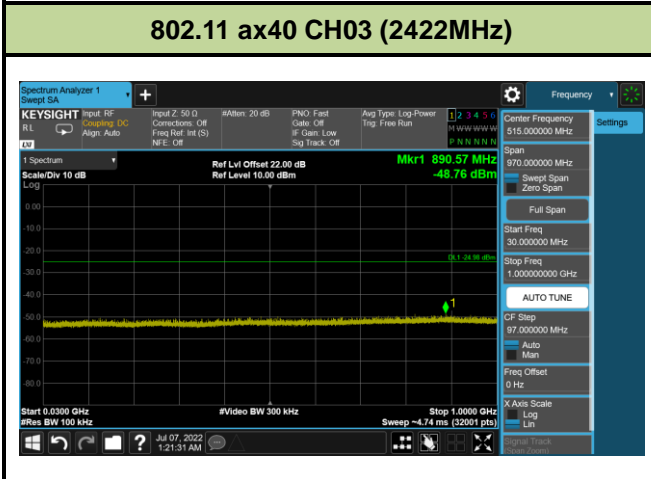 802.11 ax40 CH03 (2422MHz)
Spectrum Analyzer 1
Swept SA
+
Frequency
KEYSIGHT
RL
LXI
Input: RF
Coupling: DC
Align: Auto
Input Z: 50 Ω
Corrections: Off
Freq Ref: Int (S)
NFE: Off
#Atten: 20 dB
PNO: Fast
Gate: Off
IF Gain: Low
Sig Track: Off
Avg Type: Log-Power
Trig: Free Run
1 2 3 4 5 6
M W W W W W
P N N N N N
1 Spectrum
Scale/Div 10 dB
Log
Ref Lvl Offset 22.00 dB
Ref Level 10.00 dBm
Mkr1 890.57 MHz
-48.76 dBm
0.00
-10.0
-20.0
DL1 -24.98 dBm
-30.0
-40.0
1
-50.0
-60.0
-70.0
-80.0
Start 0.0300 GHz
#Res BW 100 kHz
#Video BW 300 kHz
Stop 1.0000 GHz
Sweep ~4.74 ms (32001 pts)
Center Frequency
515.000000 MHz
Settings
Span
970.000000 MHz
Swept Span
Zero Span
Full Span
Start Freq
30.000000 MHz
Stop Freq
1.000000000 GHz
AUTO TUNE
CF Step
97.000000 MHz
Auto
Man
Freq Offset
0 Hz
X Axis Scale
Log
Lin
Signal Track
(Span Zoom)
?
Jul 07, 2022
1:21:31 AM